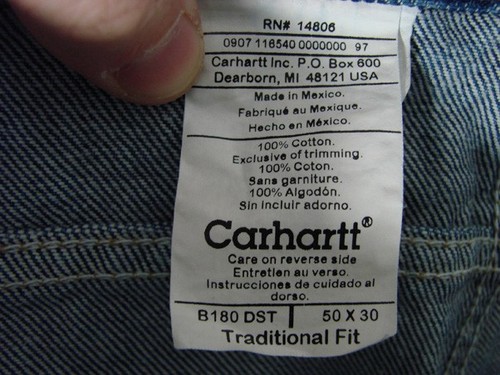 RN# 14806
0907 116540 0000000 97
Carhartt Inc. P.O. Box 600
Dearborn, MI 48121 USA
Made in Mexico.
Fabriqué au Mexique.
Hecho en México.
100% Cotton.
Exclusive of trimming.
100% Coton.
Sans garniture.
100% Algodón.
Sin incluir adorno.
Carhartt®
Care on reverse side
Entretien au verso.
Instrucciones de cuidado al
dorso.
B180 DST | 50 X 30
Traditional Fit